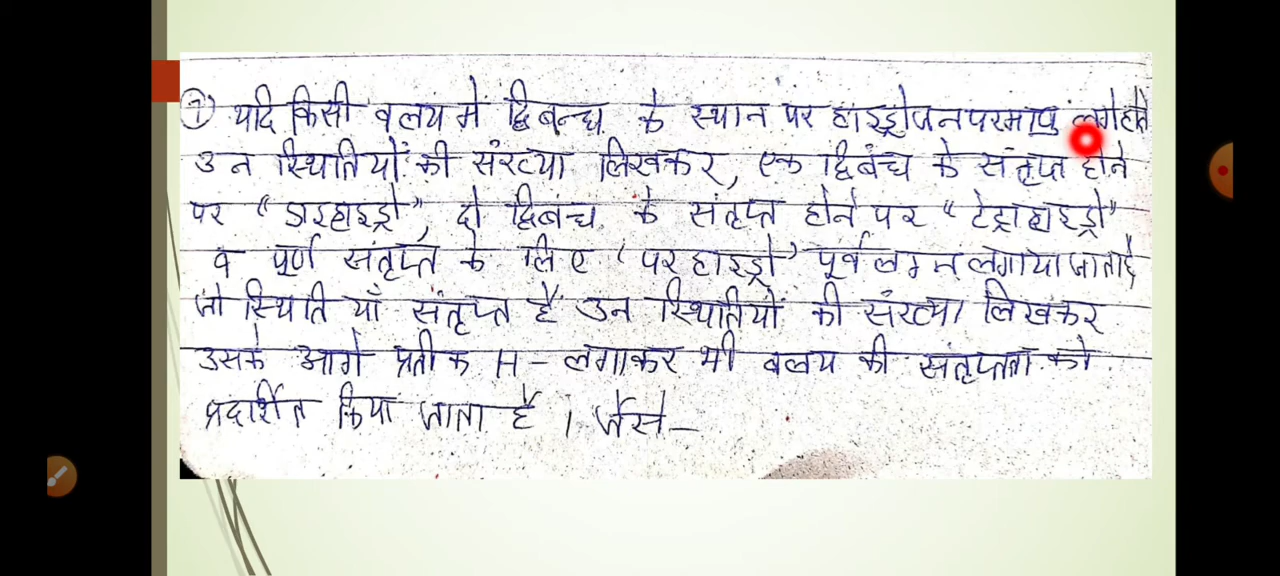 ⑦ यदि किसी वलय में द्विबन्ध के स्थान पर हाइड्रोजन परमाणु लगे हो तो
उन स्थितियों की संख्या लिखकर, एक द्विबंध के संतृप्त होने
पर "डाइहाइड्रो", दो द्विबंध के संतृप्त होने पर "टेट्राहाइड्रो"
व पूर्ण संतृप्त के लिए 'परहाइड्रो' पूर्वलग्न लगाया जाता है
जो स्थितियाँ संतृप्त हैं उन स्थितियों की संख्या लिखकर
उसके आगे प्रतीक H- लगाकर भी वलय की संतृप्तता को
प्रदर्शित किया जाता है । जैसे-